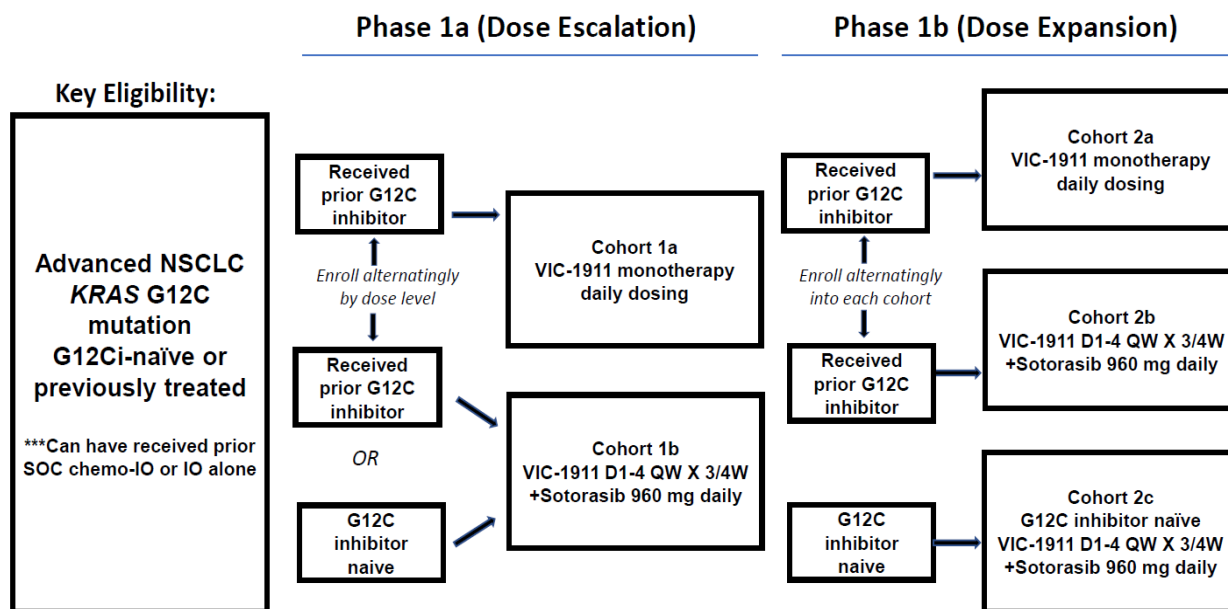 Phase 1a (Dose Escalation)
Phase 1b (Dose Expansion)
Key Eligibility:
Advanced NSCLC
KRAS G12C
mutation
G12Ci-naïve or
previously treated
***Can have received prior
SOC chemo-IO or IO alone
Received
prior G12C
inhibitor
Enroll alternatingly
by dose level
Received
prior G12C
inhibitor
OR
G12C
inhibitor
naive
Cohort 1a
VIC-1911 monotherapy
daily dosing
Cohort 1b
VIC-1911 D1-4 QW X 3/4W
+Sotorasib 960 mg daily
Received
prior G12C
inhibitor
Enroll alternatingly
into each cohort
Received
prior G12C
inhibitor
G12C
inhibitor
naive
Cohort 2a
VIC-1911 monotherapy
daily dosing
Cohort 2b
VIC-1911 D1-4 QW X 3/4W
+Sotorasib 960 mg daily
Cohort 2c
G12C inhibitor naïve
VIC-1911 D1-4 QW X 3/4W
+Sotorasib 960 mg daily